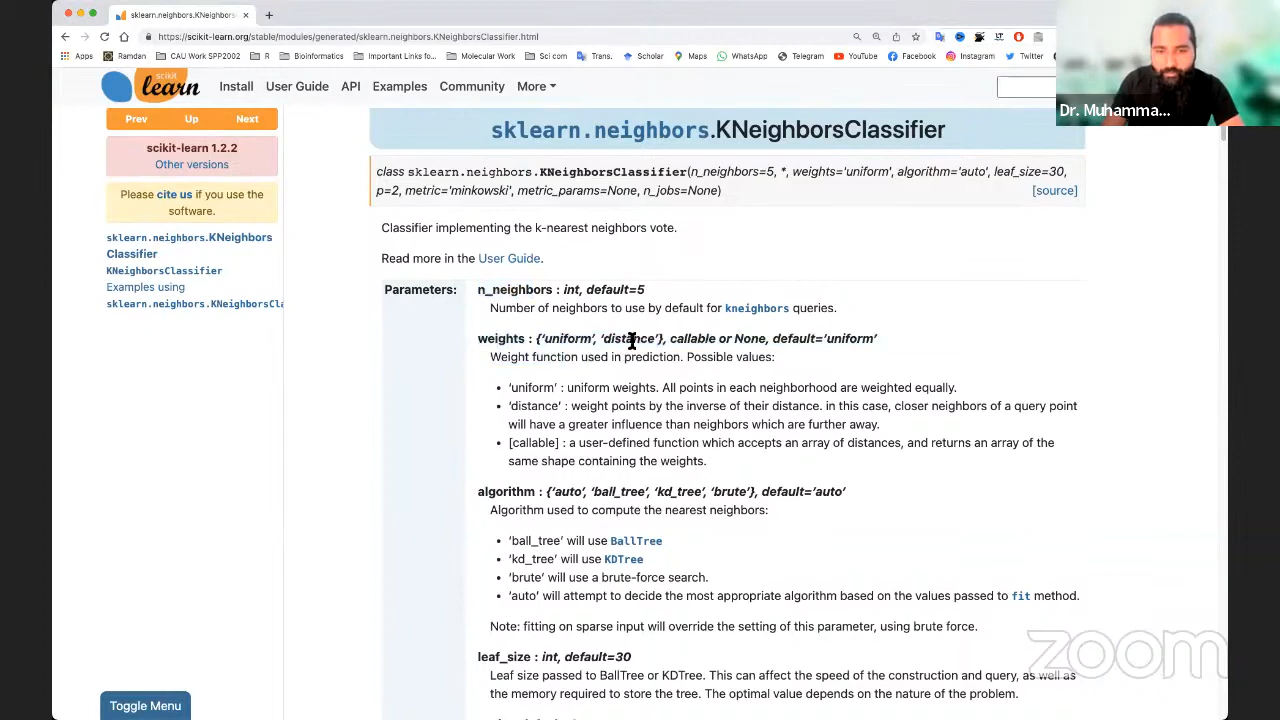 sklearn.neighbors.KNeighbors
https://scikit-learn.org/stable/modules/generated/sklearn.neighbors.KNeighborsClassifier.html
Apps Ramdan CAU Work SPP2002 R Bioinformatics Important Links fo... Molecular Work Sci com Trans. Scholar Maps WhatsApp Telegram YouTube Facebook Instagram Twitter
scikit
learn
Install User Guide API Examples Community More
Dr. Muhamma...
Prev Up Next
scikit-learn 1.2.2
Other versions
Please cite us if you use the
software.
sklearn.neighbors.KNeighbors
Classifier
KNeighborsClassifier
Examples using
sklearn.neighbors.KNeighborsCl
sklearn.neighbors.KNeighborsClassifier
class sklearn.neighbors.KNeighborsClassifier(n_neighbors=5, *, weights='uniform', algorithm='auto', leaf_size=30,
p=2, metric='minkowski', metric_params=None, n_jobs=None) [source]
Classifier implementing the k-nearest neighbors vote.
Read more in the User Guide.
Parameters: n_neighbors : int, default=5
Number of neighbors to use by default for kneighbors queries.
weights : {‘uniform’, ‘distance’}, callable or None, default=’uniform’
Weight function used in prediction. Possible values:
• ‘uniform’ : uniform weights. All points in each neighborhood are weighted equally.
• ‘distance’ : weight points by the inverse of their distance. in this case, closer neighbors of a query point
will have a greater influence than neighbors which are further away.
• [callable] : a user-defined function which accepts an array of distances, and returns an array of the
same shape containing the weights.
algorithm : {‘auto’, ‘ball_tree’, ‘kd_tree’, ‘brute’}, default=’auto’
Algorithm used to compute the nearest neighbors:
• ‘ball_tree’ will use BallTree
• ‘kd_tree’ will use KDTree
• ‘brute’ will use a brute-force search.
• ‘auto’ will attempt to decide the most appropriate algorithm based on the values passed to fit method.
Note: fitting on sparse input will override the setting of this parameter, using brute force.
leaf_size : int, default=30
Leaf size passed to BallTree or KDTree. This can affect the speed of the construction and query, as well as
the memory required to store the tree. The optimal value depends on the nature of the problem.
Toggle Menu
zoom